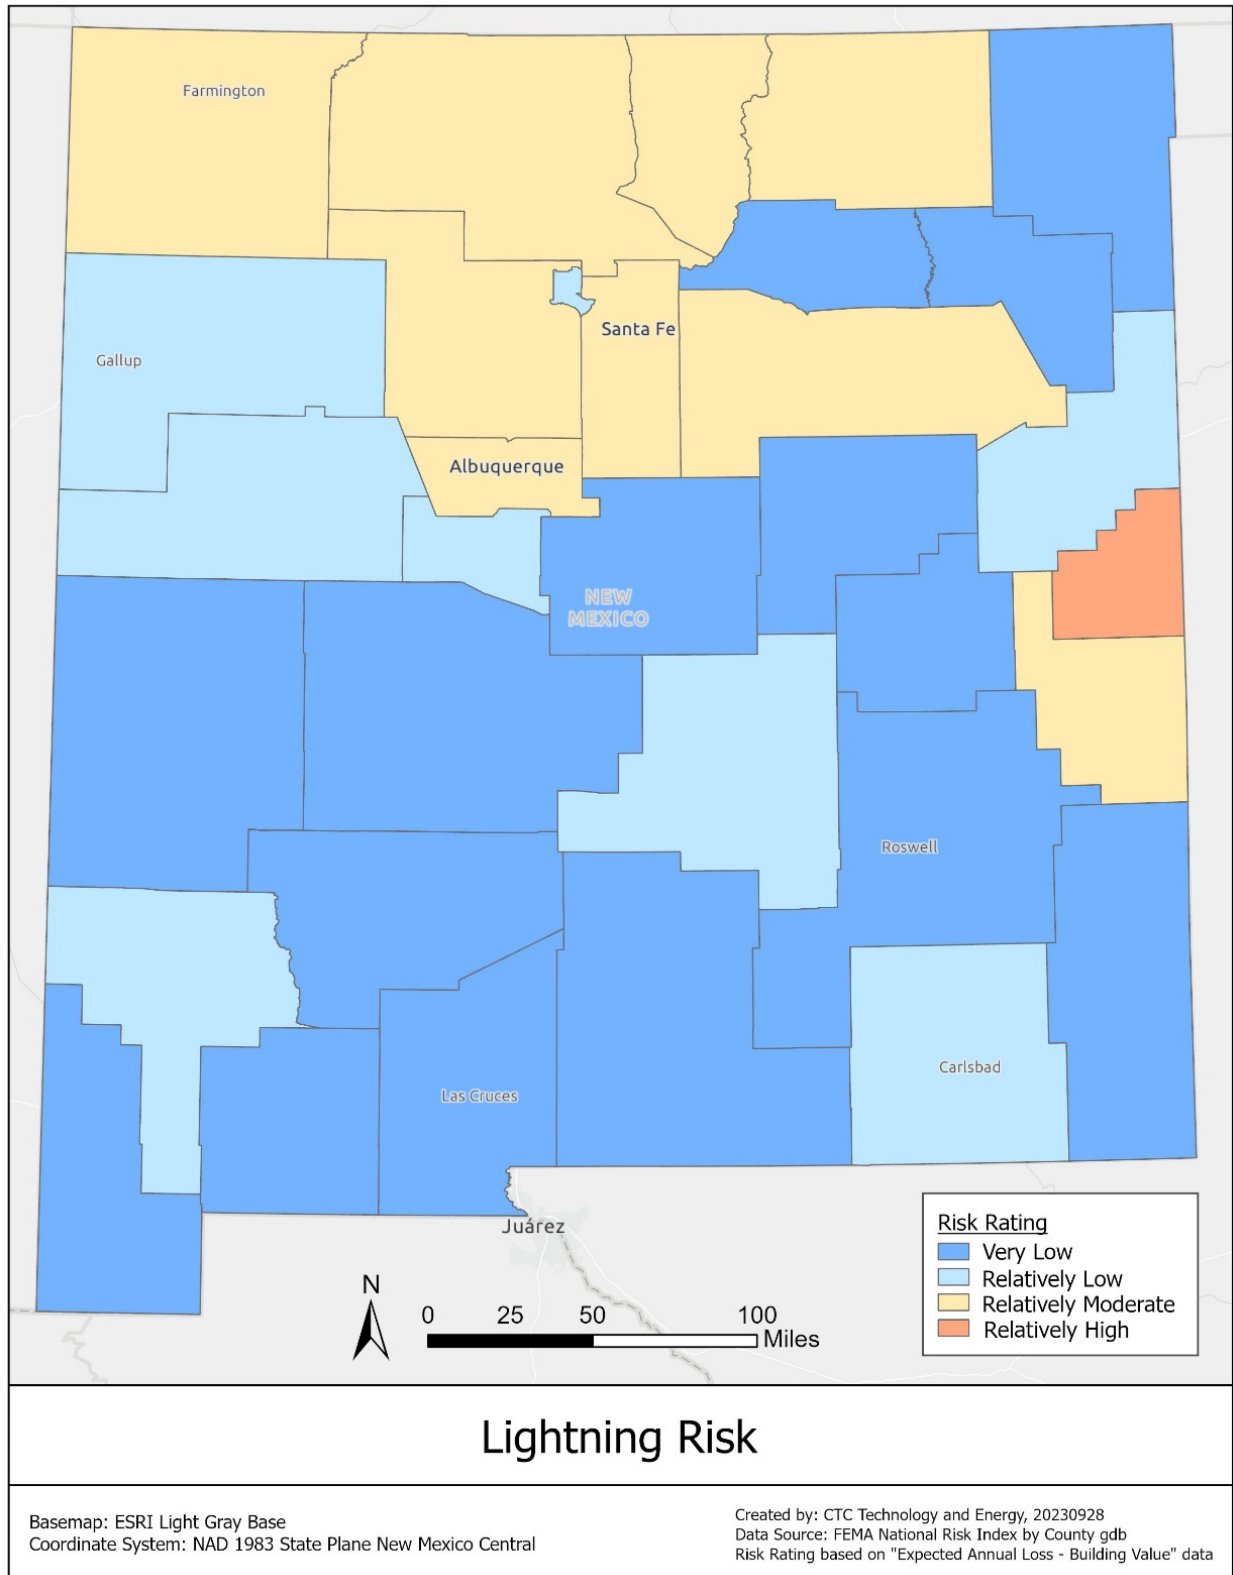 Farmington
Santa Fe
Gallup
Albuquerque
NEW
MEXICO
Roswell
Carlsbad
Las Cruces
Juárez
Risk Rating
Very Low
Relatively Low
Relatively Moderate
Relatively High
N
0 25 50 100
Miles
Lightning Risk
Basemap: ESRI Light Gray Base
Coordinate System: NAD 1983 State Plane New Mexico Central
Created by: CTC Technology and Energy, 20230928
Data Source: FEMA National Risk Index by County gdb
Risk Rating based on "Expected Annual Loss - Building Value" data